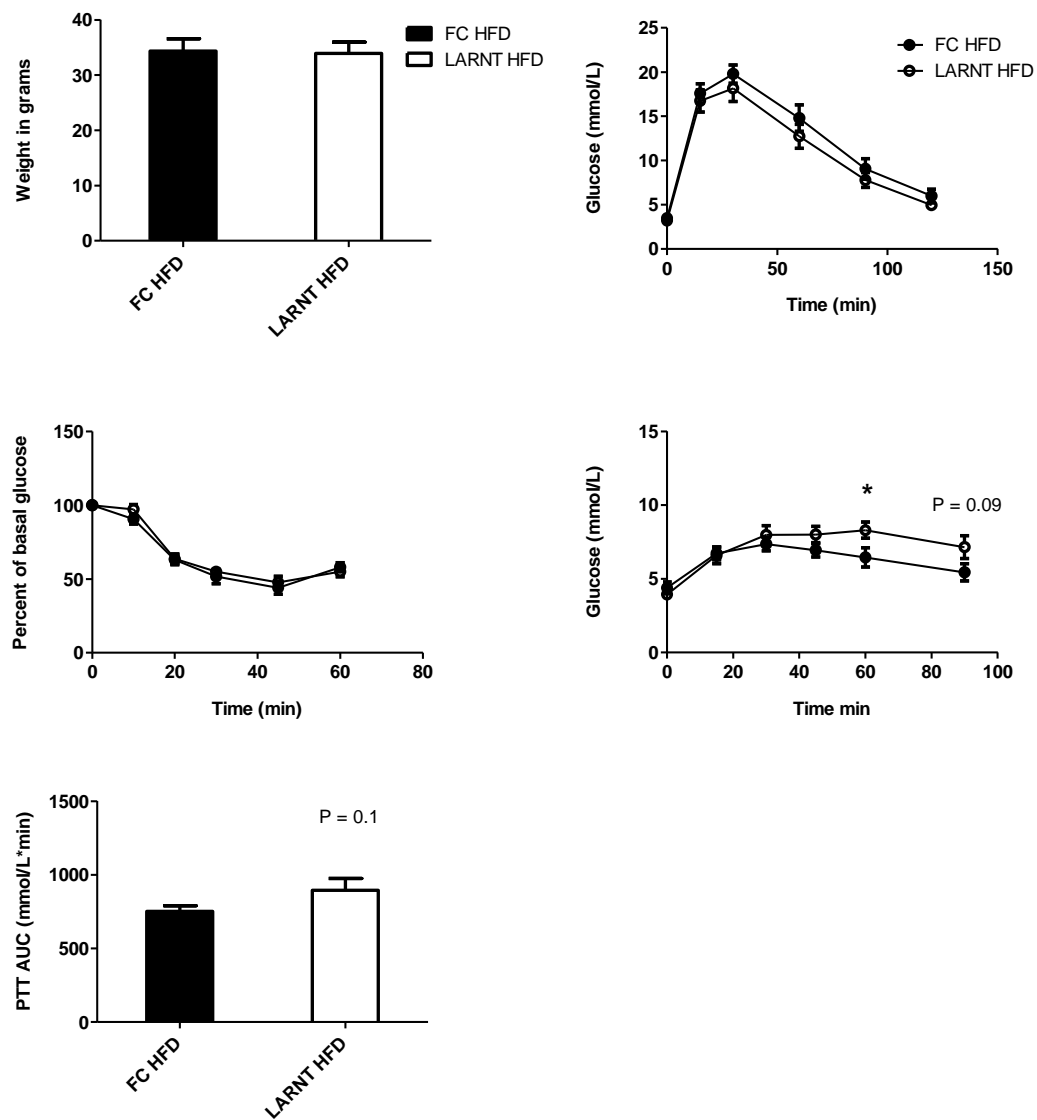 Weight in grams
40
30
20
10
0
FC HFD
LARNT HFD
FC HFD
LARNT HFD
Glucose (mmol/L)
25
20
15
10
5
0
0 50 100 150
Time (min)
FC HFD
LARNT HFD
Percent of basal glucose
150
100
50
0
0 20 40 60 80
Time (min)
Glucose (mmol/L)
15
10
5
0
0 20 40 60 80 100
Time min
*
P = 0.09
PTT AUC (mmol/L*min)
1500
1000
500
0
P = 0.1
FC HFD
LARNT HFD